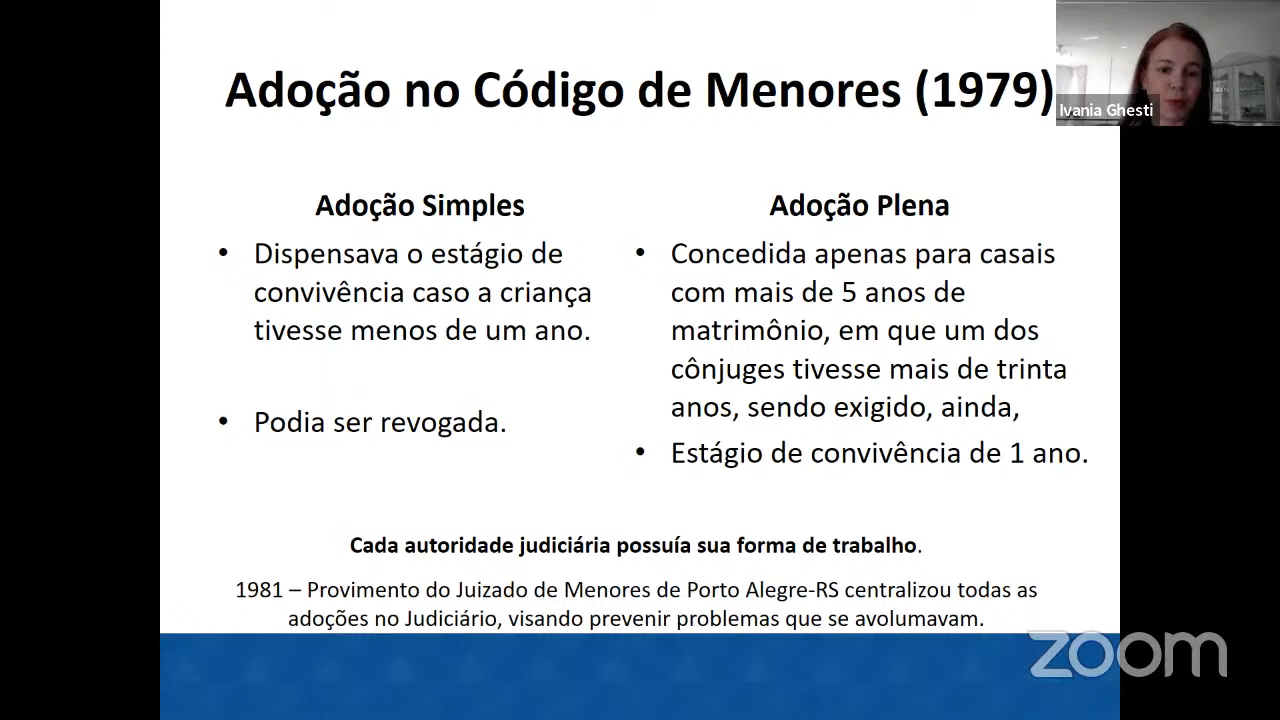 Adoção no Código de Menores (1979)
Ivania Ghesti
Adoção Simples
• Dispensava o estágio de
convivência caso a criança
tivesse menos de um ano.
• Podia ser revogada.
Adoção Plena
• Concedida apenas para casais
com mais de 5 anos de
matrimônio, em que um dos
cônjuges tivesse mais de trinta
anos, sendo exigido, ainda,
• Estágio de convivência de 1 ano.
Cada autoridade judiciária possuía sua forma de trabalho.
1981 – Provimento do Juizado de Menores de Porto Alegre-RS centralizou todas as
adoções no Judiciário, visando prevenir problemas que se avolumavam.
zoom